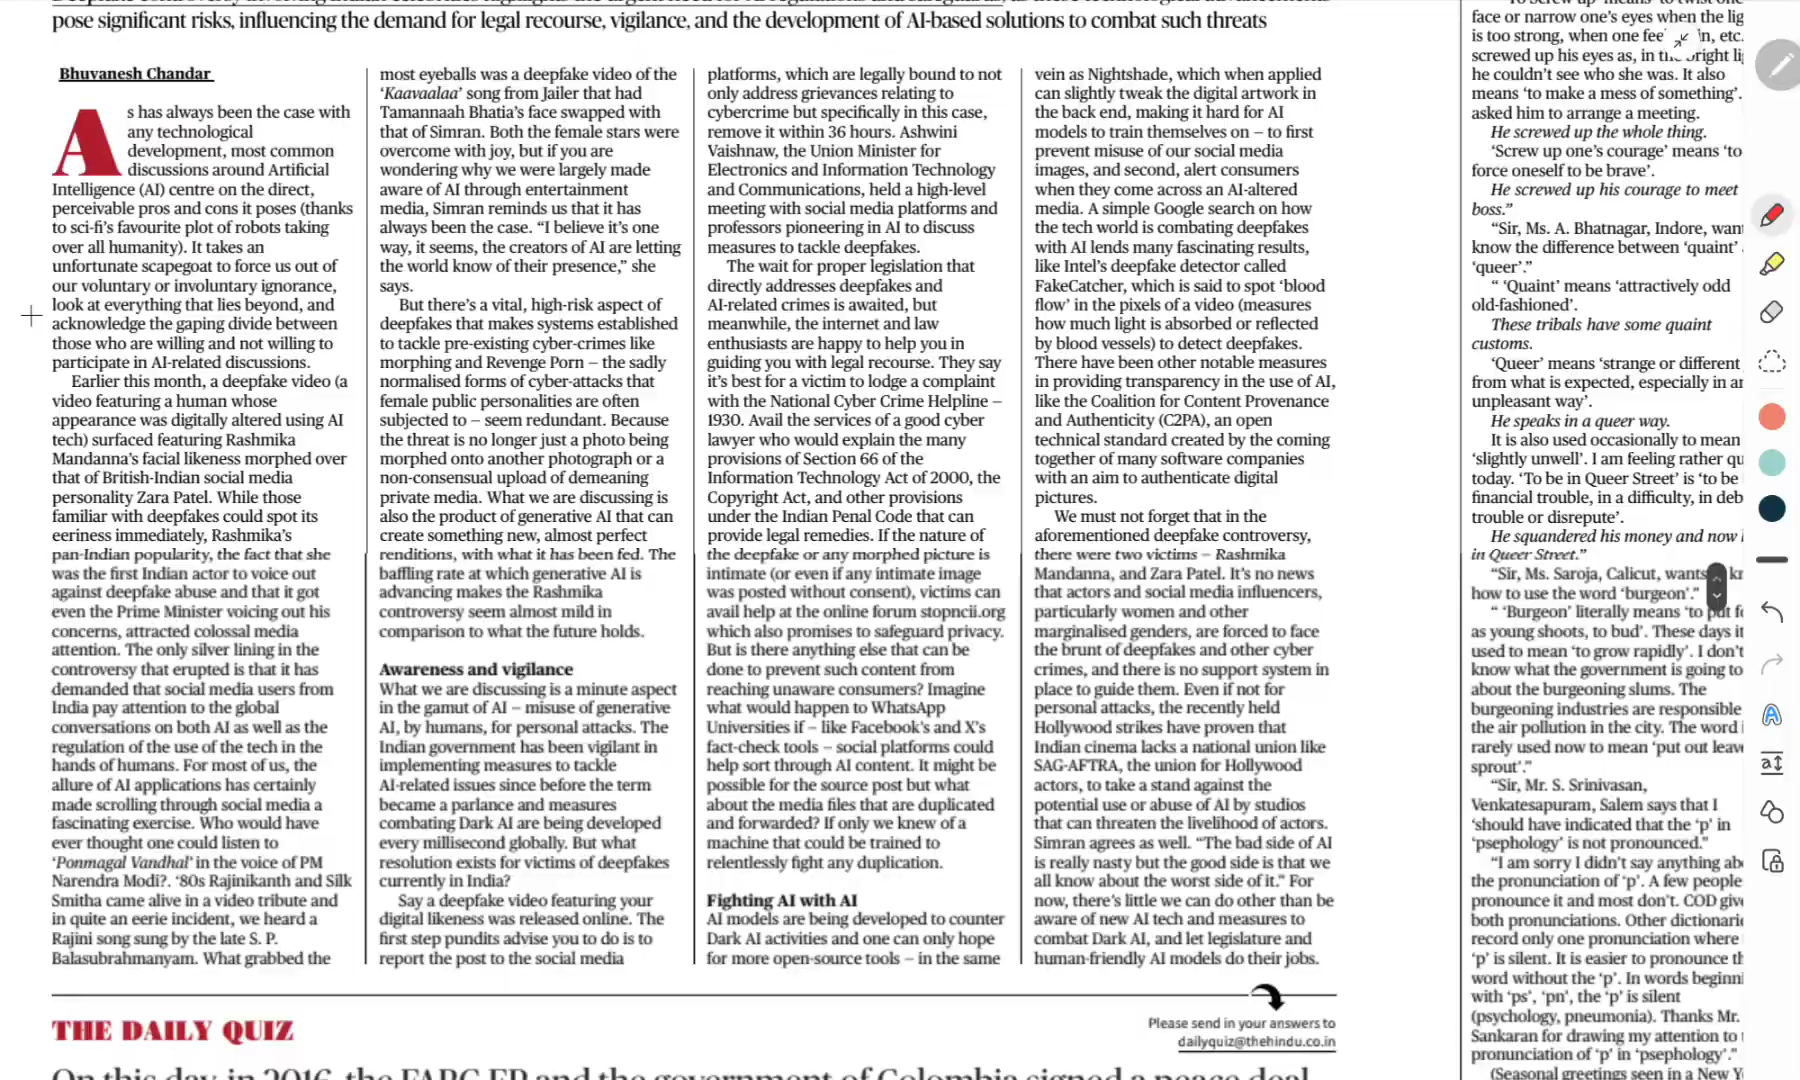 pose significant risks, influencing the demand for legal recourse, vigilance, and the development of AI-based solutions to combat such threats
Bhuvanesh Chandar
As has always been the case with
any technological
development, most common
discussions around Artificial
Intelligence (AI) centre on the direct,
perceivable pros and cons it poses (thanks
to sci-fi's favourite plot of robots taking
over all humanity). It takes an
unfortunate scapegoat to force us out of
our voluntary or involuntary ignorance,
look at everything that lies beyond, and
acknowledge the gaping divide between
those who are willing and not willing to
participate in AI-related discussions.
Earlier this month, a deepfake video (a
video featuring a human whose
appearance was digitally altered using AI
tech) surfaced featuring Rashmika
Mandanna's facial likeness morphed over
that of British-Indian social media
personality Zara Patel. While those
familiar with deepfakes could spot its
eeriness immediately, Rashmika's
pan-Indian popularity, the fact that she
was the first Indian actor to voice out
against deepfake abuse and that it got
even the Prime Minister voicing out his
concerns, attracted colossal media
attention. The only silver lining in the
controversy that erupted is that it has
demanded that social media users from
India pay attention to the global
conversations on both AI as well as the
regulation of the use of the tech in the
hands of humans. For most of us, the
allure of AI applications has certainly
made scrolling through social media a
fascinating exercise. Who would have
ever thought one could listen to
'Ponmagal Vandhal' in the voice of PM
Narendra Modi?. '80s Rajinikanth and Silk
Smitha came alive in a video tribute and
in quite an eerie incident, we heard a
Rajini song sung by the late S. P.
Balasubrahmanyam. What grabbed the
most eyeballs was a deepfake video of the
'Kaavaalaa' song from Jailer that had
Tamannaah Bhatia's face swapped with
that of Simran. Both the female stars were
overcome with joy, but if you are
wondering why we were largely made
aware of AI through entertainment
media, Simran reminds us that it has
always been the case. "I believe it's one
way, it seems, the creators of AI are letting
the world know of their presence," she
says.
But there's a vital, high-risk aspect of
deepfakes that makes systems established
to tackle pre-existing cyber-crimes like
morphing and Revenge Porn – the sadly
normalised forms of cyber-attacks that
female public personalities are often
subjected to – seem redundant. Because
the threat is no longer just a photo being
morphed onto another photograph or a
non-consensual upload of demeaning
private media. What we are discussing is
also the product of generative AI that can
create something new, almost perfect
renditions, with what it has been fed. The
baffling rate at which generative AI is
advancing makes the Rashmika
controversy seem almost mild in
comparison to what the future holds.
Awareness and vigilance
What we are discussing is a minute aspect
in the gamut of AI – misuse of generative
AI, by humans, for personal attacks. The
Indian government has been vigilant in
implementing measures to tackle
AI-related issues since before the term
became a parlance and measures
combating Dark AI are being developed
every millisecond globally. But what
resolution exists for victims of deepfakes
currently in India?
Say a deepfake video featuring your
digital likeness was released online. The
first step pundits advise you to do is to
report the post to the social media
platforms, which are legally bound to not
only address grievances relating to
cybercrime but specifically in this case,
remove it within 36 hours. Ashwini
Vaishnaw, the Union Minister for
Electronics and Information Technology
and Communications, held a high-level
meeting with social media platforms and
professors pioneering in AI to discuss
measures to tackle deepfakes.
The wait for proper legislation that
directly addresses deepfakes and
AI-related crimes is awaited, but
meanwhile, the internet and law
enthusiasts are happy to help you in
guiding you with legal recourse. They say
it's best for a victim to lodge a complaint
with the National Cyber Crime Helpline –
1930. Avail the services of a good cyber
lawyer who would explain the many
provisions of Section 66 of the
Information Technology Act of 2000, the
Copyright Act, and other provisions
under the Indian Penal Code that can
provide legal remedies. If the nature of
the deepfake or any morphed picture is
intimate (or even if any intimate image
was posted without consent), victims can
avail help at the online forum stopncii.org
which also promises to safeguard privacy.
But is there anything else that can be
done to prevent such content from
reaching unaware consumers? Imagine
what would happen to WhatsApp
Universities if – like Facebook's and X's
fact-check tools – social platforms could
help sort through AI content. It might be
possible for the source post but what
about the media files that are duplicated
and forwarded? If only we knew of a
machine that could be trained to
relentlessly fight any duplication.
Fighting AI with AI
AI models are being developed to counter
Dark AI activities and one can only hope
for more open-source tools – in the same
vein as Nightshade, which when applied
can slightly tweak the digital artwork in
the back end, making it hard for AI
models to train themselves on – to first
prevent misuse of our social media
images, and second, alert consumers
when they come across an AI-altered
media. A simple Google search on how
the tech world is combating deepfakes
with AI lends many fascinating results,
like Intel's deepfake detector called
FakeCatcher, which is said to spot 'blood
flow' in the pixels of a video (measures
how much light is absorbed or reflected
by blood vessels) to detect deepfakes.
There have been other notable measures
in providing transparency in the use of AI,
like the Coalition for Content Provenance
and Authenticity (C2PA), an open
technical standard created by the coming
together of many software companies
with an aim to authenticate digital
pictures.
We must not forget that in the
aforementioned deepfake controversy,
there were two victims – Rashmika
Mandanna, and Zara Patel. It's no news
that actors and social media influencers,
particularly women and other
marginalised genders, are forced to face
the brunt of deepfakes and other cyber
crimes, and there is no support system in
place to guide them. Even if not for
personal attacks, the recently held
Hollywood strikes have proven that
Indian cinema lacks a national union like
SAG-AFTRA, the union for Hollywood
actors, to take a stand against the
potential use or abuse of AI by studios
that can threaten the livelihood of actors.
Simran agrees as well. "The bad side of AI
is really nasty but the good side is that we
all know about the worst side of it." For
now, there's little we can do other than be
aware of new AI tech and measures to
combat Dark AI, and let legislature and
human-friendly AI models do their jobs.
THE DAILY QUIZ
Please send in your answers to
dailyquiz@thehindu.co.in
On this day, in 2016, the FARC-EP and the government of Colombia signed a peace deal
face or narrow one's eyes when the lig
is too strong, when one fee in, etc.
screwed up his eyes as, in the bright li
he couldn't see who she was. It also
means 'to make a mess of something'.
asked him to arrange a meeting.
He screwed up the whole thing.
'Screw up one's courage' means 'to
force oneself to be brave'.
He screwed up his courage to meet
boss."
"Sir, Ms. A. Bhatnagar, Indore, wan
know the difference between 'quaint'
'queer'."
" 'Quaint' means 'attractively odd
old-fashioned'.
These tribals have some quaint
customs.
'Queer' means 'strange or different
from what is expected, especially in an
unpleasant way'.
He speaks in a queer way.
It is also used occasionally to mean
'slightly unwell'. I am feeling rather qu
today. 'To be in Queer Street' is 'to be
financial trouble, in a difficulty, in deb
trouble or disrepute'.
He squandered his money and now
in Queer Street."
"Sir, Ms. Saroja, Calicut, wants kr
how to use the word 'burgeon'."
" 'Burgeon' literally means 'to put f
as young shoots, to bud'. These days it
used to mean 'to grow rapidly'. I don't
know what the government is going to
about the burgeoning slums. The
burgeoning industries are responsible
the air pollution in the city. The word i
rarely used now to mean 'put out leav
sprout'."
"Sir, Mr. S. Srinivasan,
Venkatesapuram, Salem says that I
'should have indicated that the 'p' in
'psephology' is not pronounced."
"I am sorry I didn't say anything ab
the pronunciation of 'p'. A few people
pronounce it and most don't. COD giv
both pronunciations. Other dictionari
record only one pronunciation where
'p' is silent. It is easier to pronounce th
word without the 'p'. In words beginni
with 'ps', 'pn', the 'p' is silent
(psychology, pneumonia). Thanks Mr.
Sankaran for drawing my attention to
pronunciation of 'p' in 'psephology'."
(Seasonal greetings seen in a New Y